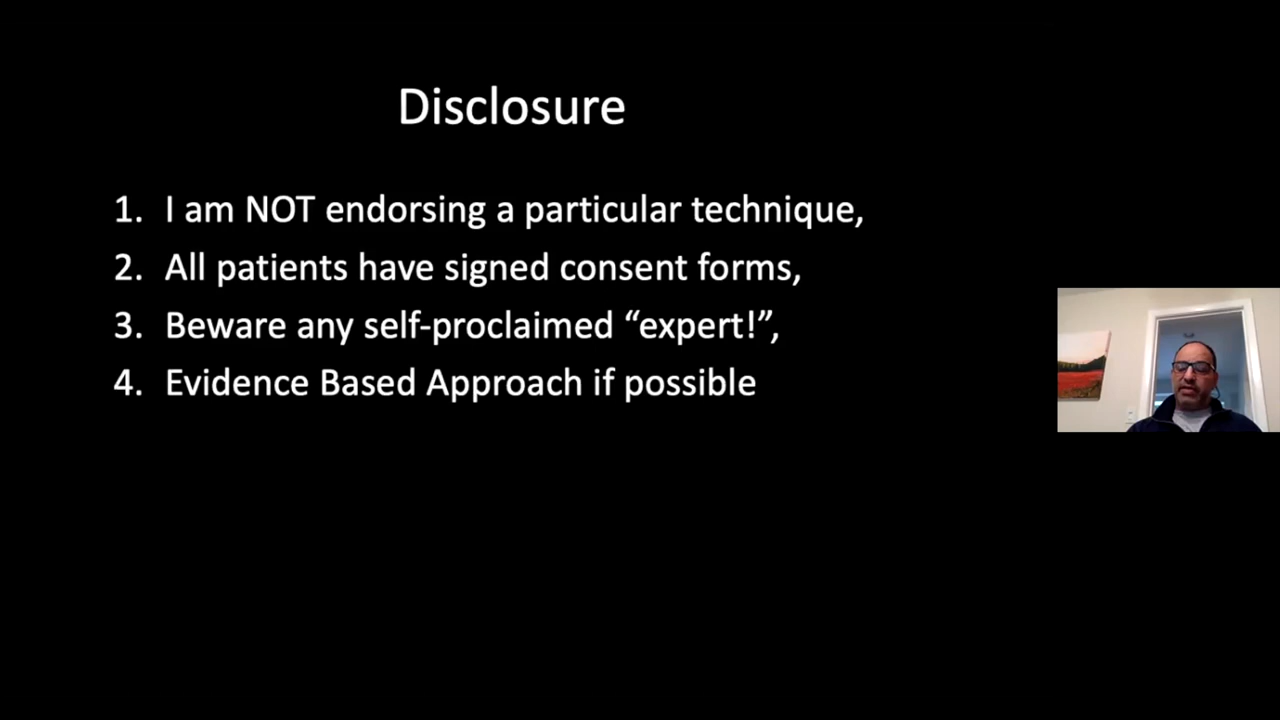 Disclosure
1. I am NOT endorsing a particular technique,
2. All patients have signed consent forms,
3. Beware any self-proclaimed “expert!”,
4. Evidence Based Approach if possible